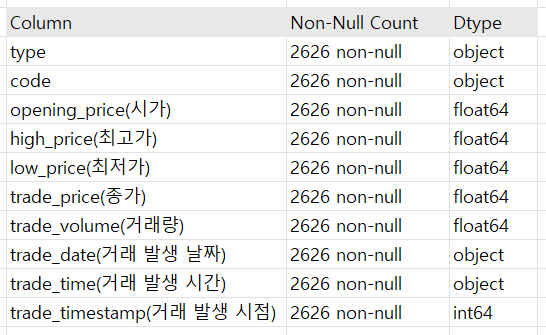 Column Non-Null Count Dtype
type 2626 non-null object
code 2626 non-null object
opening_price(시가) 2626 non-null float64
high_price(최고가) 2626 non-null float64
low_price(최저가) 2626 non-null float64
trade_price(종가) 2626 non-null float64
trade_volume(거래량) 2626 non-null float64
trade_date(거래 발생 날짜) 2626 non-null object
trade_time(거래 발생 시간) 2626 non-null object
trade_timestamp(거래 발생 시점) 2626 non-null int64